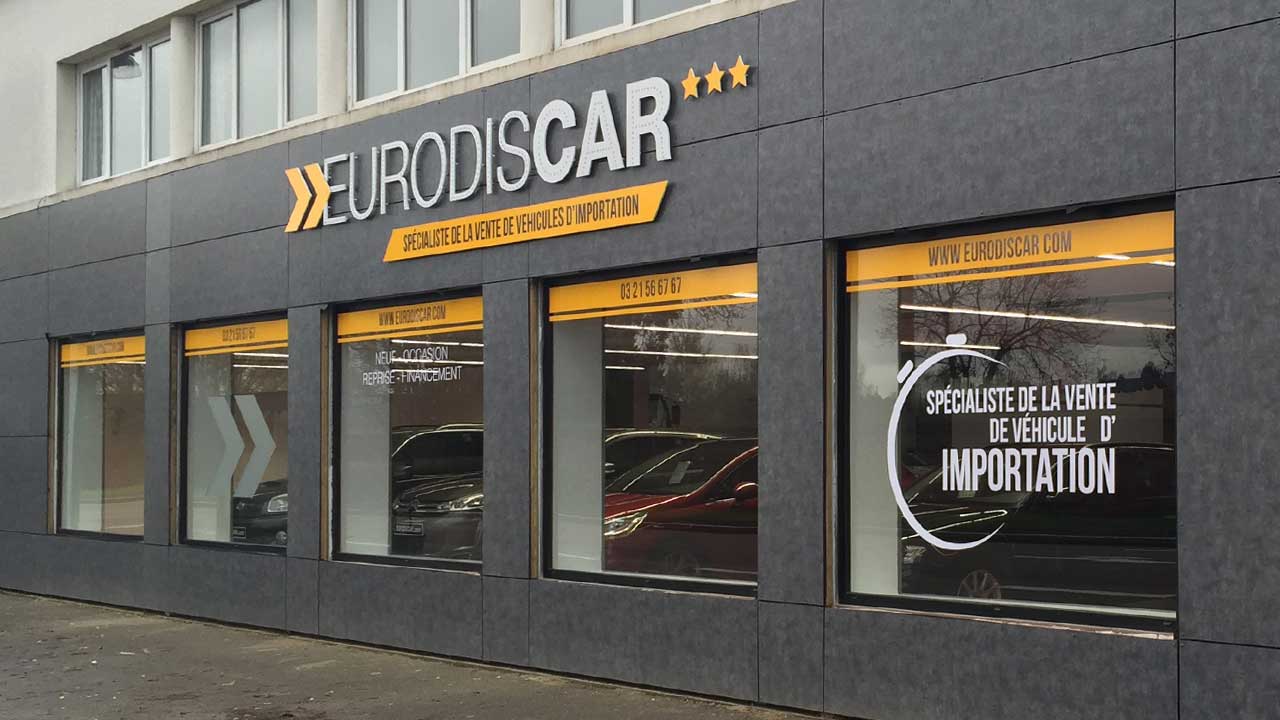 EURODISCAR
SPÉCIALISTE DE LA VENTE DE VEHICULES D'IMPORTATION
03 21 56 67 67
WWW EURODISCAR.COM
NEUF - OCCASION
REPRISE - FINANCEMENT
03 21 56 67 67
WWW EURODISCAR COM
SPÉCIALISTE DE LA VENTE
DE VÉHICULE D'
IMPORTATION